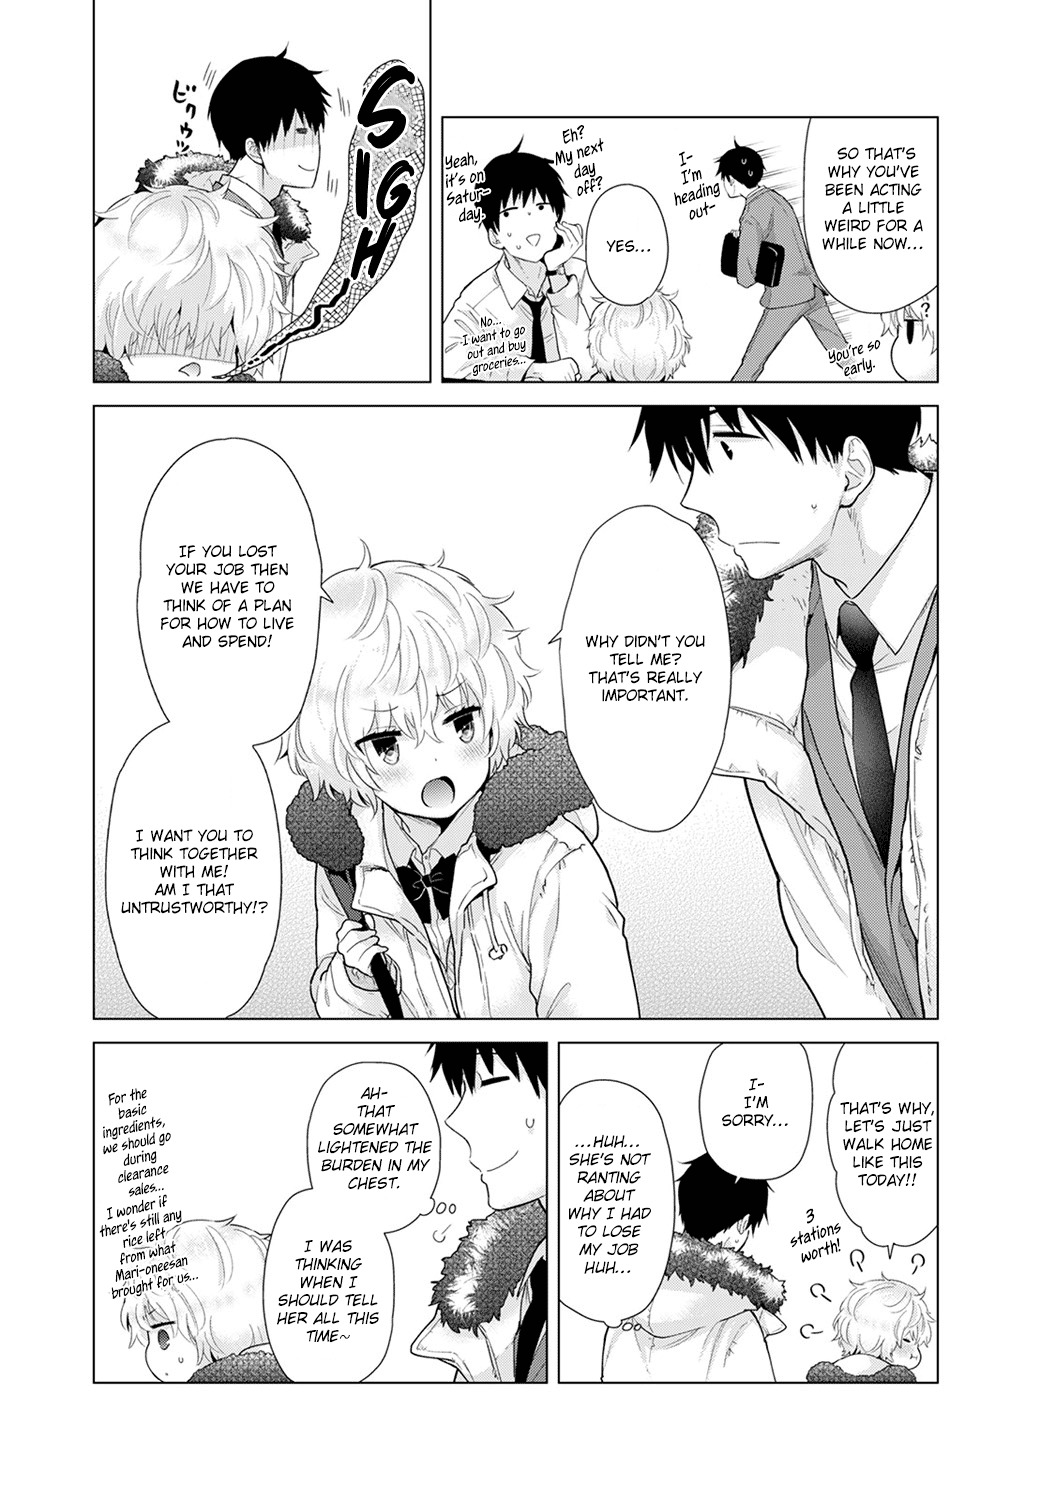 SO THAT'S
WHY YOU'VE
BEEN ACTING
A LITTLE
WEIRD FOR
A WHILE NOW...
I-
I'm
heading
out-
?
You're so
early.
Eh?
My next
day
off?
YES...
Yeah,
it's on
Satur-
day.
No...
I want to go
out and buy
groceries...
SIGH
ビクゥッ
WHY DIDN'T YOU
TELL ME?
THAT'S REALLY
IMPORTANT.
IF YOU LOST
YOUR JOB THEN
WE HAVE TO
THINK OF A PLAN
FOR HOW TO LIVE
AND SPEND!
I WANT YOU TO
THINK TOGETHER
WITH ME!
AM I THAT
UNTRUSTWORTHY!?
THAT'S WHY,
LET'S JUST
WALK HOME
LIKE THIS
TODAY!!
3
stations
worth!
I-
I'M
SORRY...
...HUH...
SHE'S NOT
RANTING
ABOUT
WHY I HAD
TO LOSE
MY JOB
HUH...
AH-
THAT
SOMEWHAT
LIGHTENED THE
BURDEN IN MY
CHEST.
I WAS
THINKING
WHEN I
SHOULD TELL
HER ALL THIS
TIME~
For the
basic
ingredients,
we should go
during
clearance
sales...
I wonder if
there's still any
rice left
from what
Mari-oneesan
brought for us...